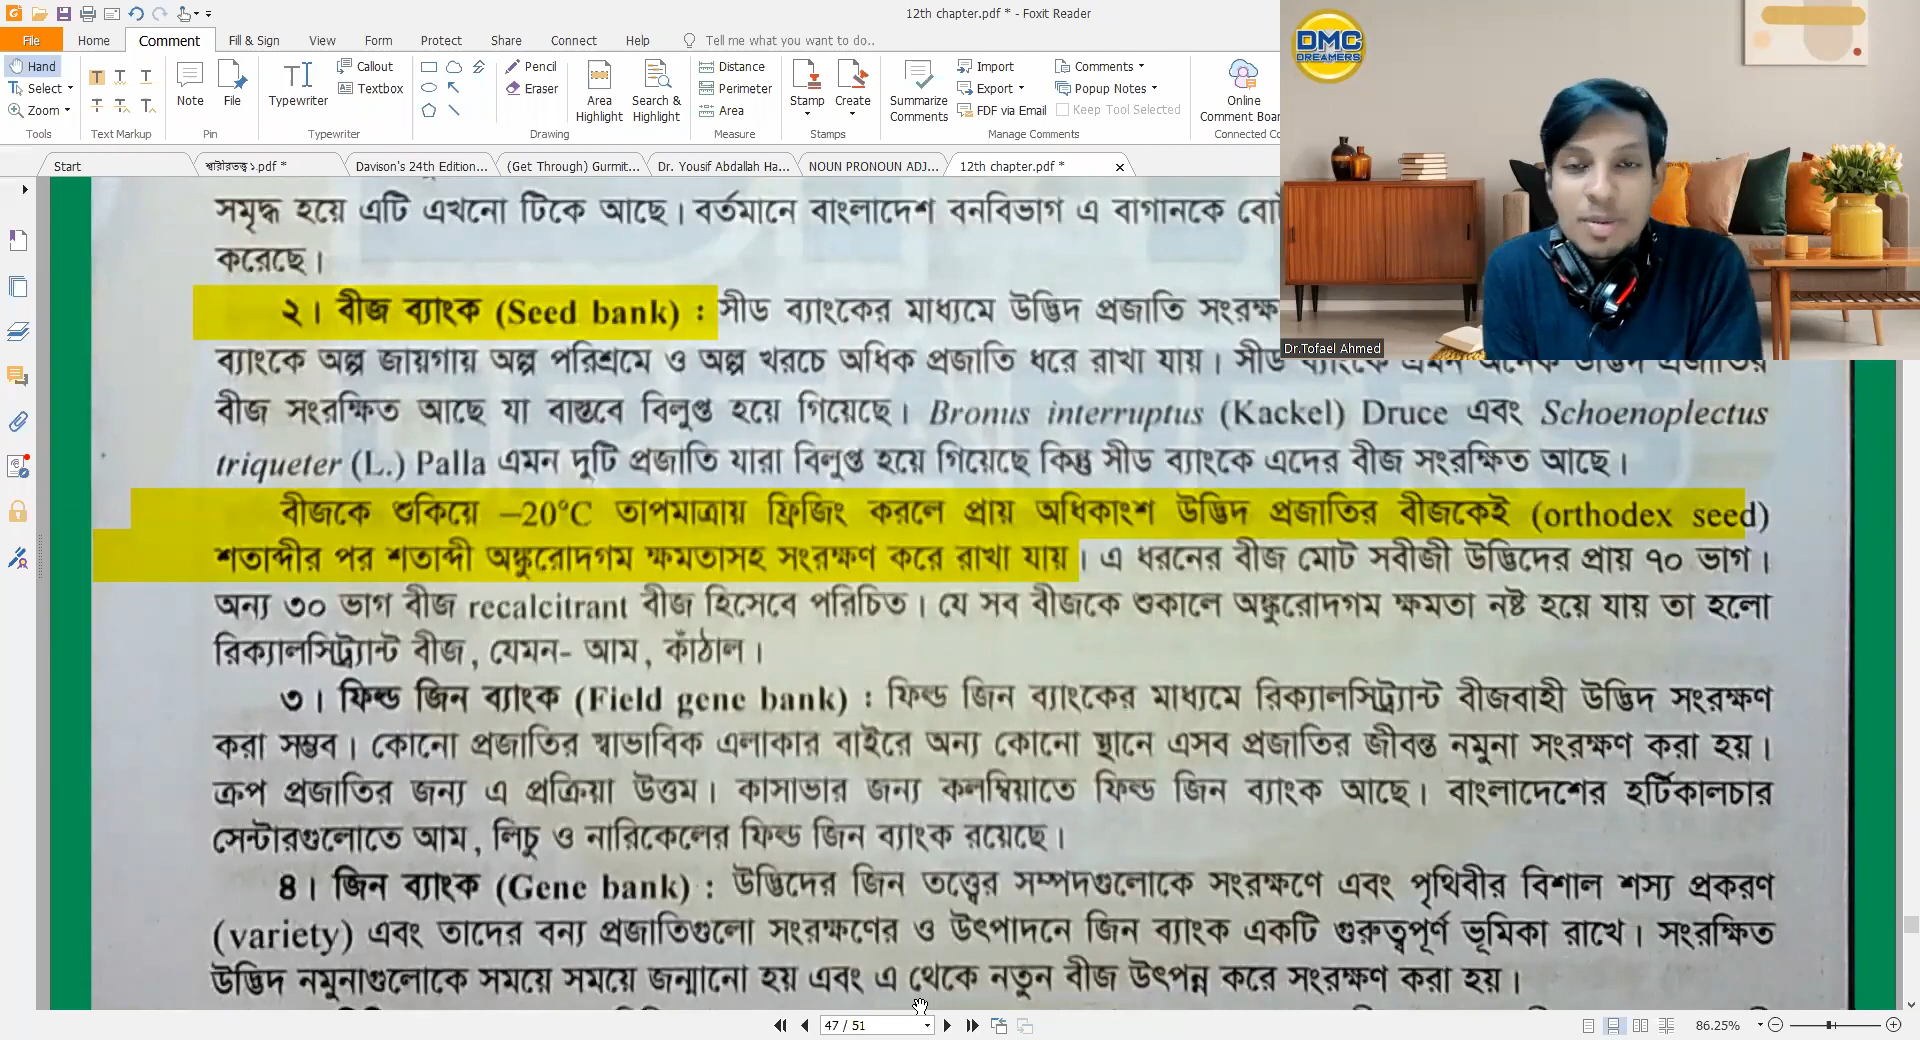 12th chapter.pdf * - Foxit Reader
File Home Comment Fill & Sign View Form Protect Share Connect Help Tell me what you want to do..
Hand
Select
Zoom
Tools
Text Markup
Note
File
Pin
Typewriter
Callout
Textbox
Typewriter
Pencil
Eraser
Area Highlight
Search & Highlight
Drawing
Distance
Perimeter
Area
Measure
Stamp
Create
Stamps
Summarize Comments
Import
Export
FDF via Email
Comments
Popup Notes
Keep Tool Selected
Manage Comments
Online Comment Boar
Connected Co
DMC
DREAMERS
Start শ্বারীরতত্ত্ব ১.pdf * Davison's 24th Edition... (Get Through) Gurmit... Dr. Yousif Abdallah Ha... NOUN PRONOUN ADJ... 12th chapter.pdf *
Dr.Tofael Ahmed
সমৃদ্ধ হয়ে এটি এখনো টিকে আছে। বর্তমানে বাংলাদেশ বনবিভাগ এ বাগানকে
করেছে।
২। বীজ ব্যাংক (Seed bank) : সীড ব্যাংকের মাধ্যমে উদ্ভিদ প্রজাতি
ব্যাংকে অল্প জায়গায় অল্প পরিশ্রমে ও অল্প খরচে অধিক প্রজাতি ধরে রাখা যায়। সীড ব্যাংকে এমন অনেক উদ্ভিদ প্রজাতির
বীজ সংরক্ষিত আছে যা বাস্তবে বিলুপ্ত হয়ে গিয়েছে। Bronus interruptus (Kackel) Druce এবং Schoenoplectus
triqueter (L.) Palla এমন দুটি প্রজাতি যারা বিলুপ্ত হয়ে গিয়েছে কিন্তু সীড ব্যাংকে এদের বীজ সংরক্ষিত আছে।
বীজকে শুকিয়ে –20°C তাপমাত্রায় ফ্রিজিং করলে প্রায় অধিকাংশ উদ্ভিদ প্রজাতির বীজকেই (orthodex seed)
শতাব্দীর পর শতাব্দী অঙ্কুরোদগম ক্ষমতাসহ সংরক্ষণ করে রাখা যায়। এ ধরনের বীজ মোট সবীজী উদ্ভিদের প্রায় ৭০ ভাগ।
অন্য ৩০ ভাগ বীজ recalcitrant বীজ হিসেবে পরিচিত। যে সব বীজকে শুকালে অঙ্কুরোদগম ক্ষমতা নষ্ট হয়ে যায় তা হলো
রিক্যালসিট্র্যান্ট বীজ, যেমন- আম, কাঁঠাল।
৩। ফিল্ড জিন ব্যাংক (Field gene bank) : ফিল্ড জিন ব্যাংকের মাধ্যমে রিক্যালসিট্র্যান্ট বীজবাহী উদ্ভিদ সংরক্ষণ
করা সম্ভব। কোনো প্রজাতির স্বাভাবিক এলাকার বাইরে অন্য কোনো স্থানে এসব প্রজাতির জীবন্ত নমুনা সংরক্ষণ করা হয়।
ক্রপ প্রজাতির জন্য এ প্রক্রিয়া উত্তম। কাসাভার জন্য কলম্বিয়াতে ফিল্ড জিন ব্যাংক আছে। বাংলাদেশের হর্টিকালচার
সেন্টারগুলোতে আম, লিচু ও নারিকেলের ফিল্ড জিন ব্যাংক রয়েছে।
৪। জিন ব্যাংক (Gene bank) : উদ্ভিদের জিন তত্ত্বের সম্পদগুলোকে সংরক্ষণে এবং পৃথিবীর বিশাল শস্য প্রকরণ
(variety) এবং তাদের বন্য প্রজাতিগুলো সংরক্ষণের ও উৎপাদনে জিন ব্যাংক একটি গুরুত্বপূর্ণ ভূমিকা রাখে। সংরক্ষিত
উদ্ভিদ নমুনাগুলোকে সময়ে সময়ে জন্মানো হয় এবং এ থেকে নতুন বীজ উৎপন্ন করে সংরক্ষণ করা হয়।
47 / 51
86.25%